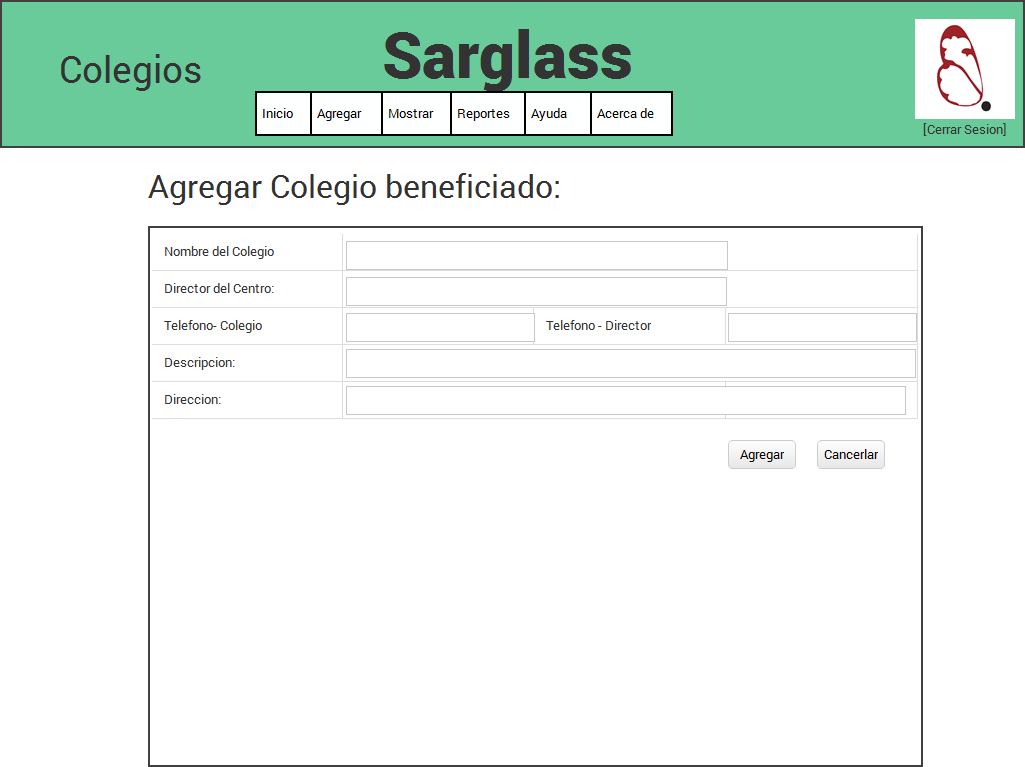 Colegios
Sarglass
Inicio Agregar Mostrar Reportes Ayuda Acerca de
[Cerrar Sesion]
Agregar Colegio beneficiado:
Nombre del Colegio
Director del Centro:
Telefono- Colegio Telefono - Director
Descripcion:
Direccion:
Agregar Cancerlar